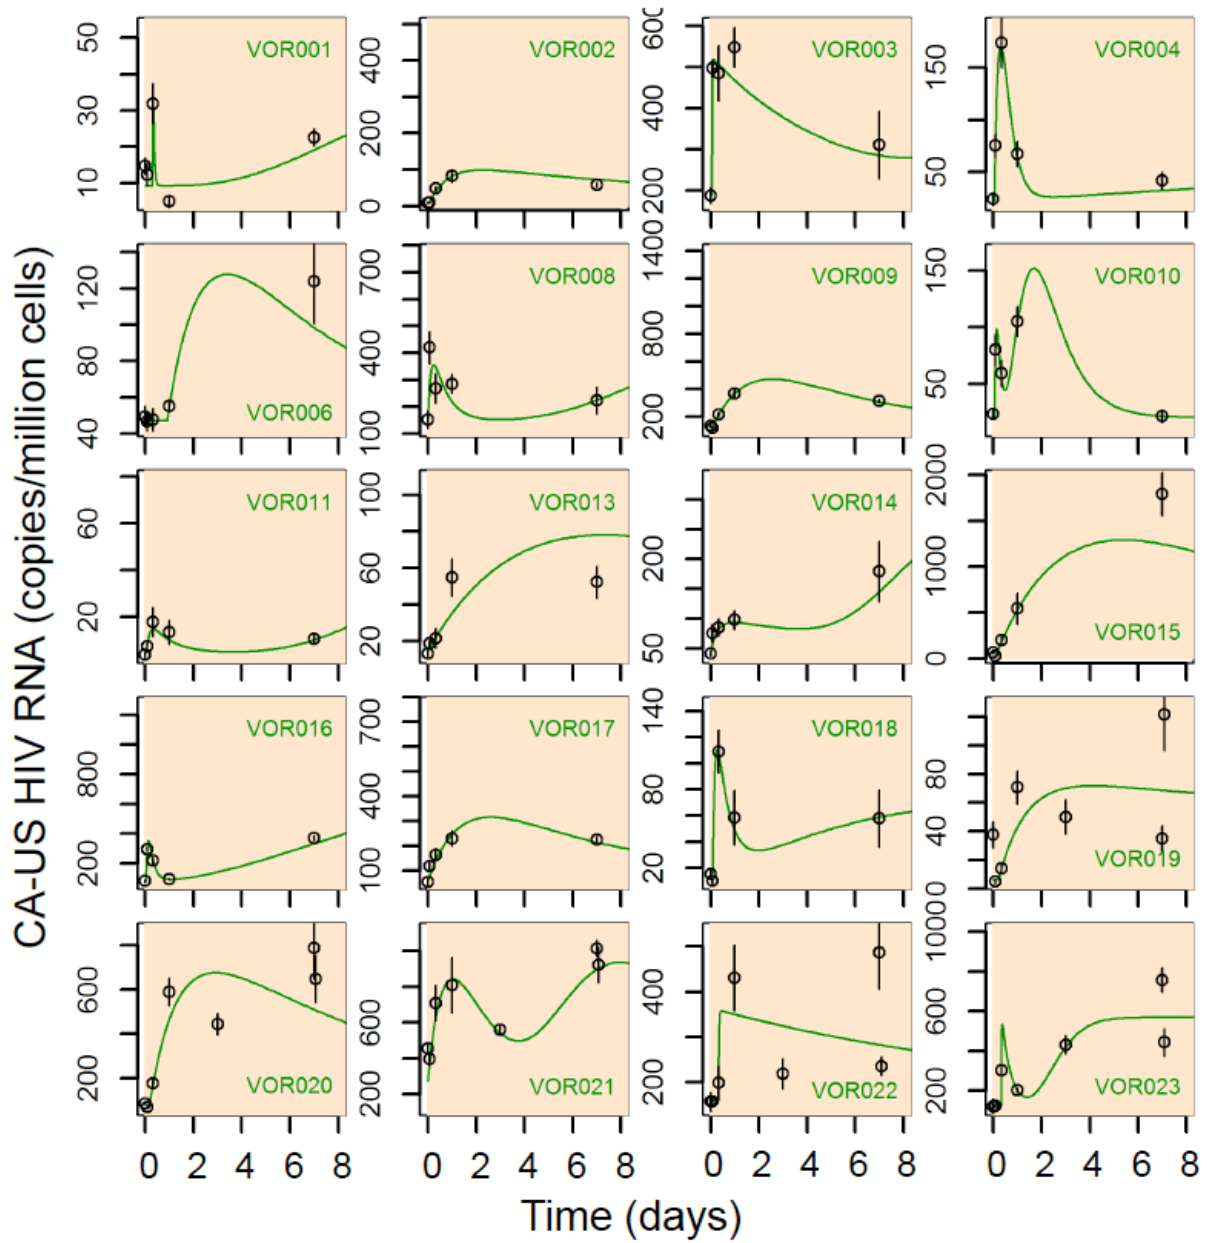 CA-US HIV RNA (copies/million cells)
50 30 10 VOR001
400 200 0 VOR002
600 400 200 VOR003
150 50 VOR004
120 80 40 VOR006
700 400 100 VOR008
1400 800 200 VOR009
150 50 VOR010
60 20 VOR011
100 60 20 VOR013
200 50 VOR014
2000 1000 0 VOR015
800 200 VOR016
700 400 100 VOR017
140 80 20 VOR018
80 40 0 VOR019
600 200 VOR020
600 200 VOR021
400 200 VOR022
1000 600 200 VOR023
0 2 4 6 8 0 2 4 6 8 0 2 4 6 8 0 2 4 6 8
Time (days)